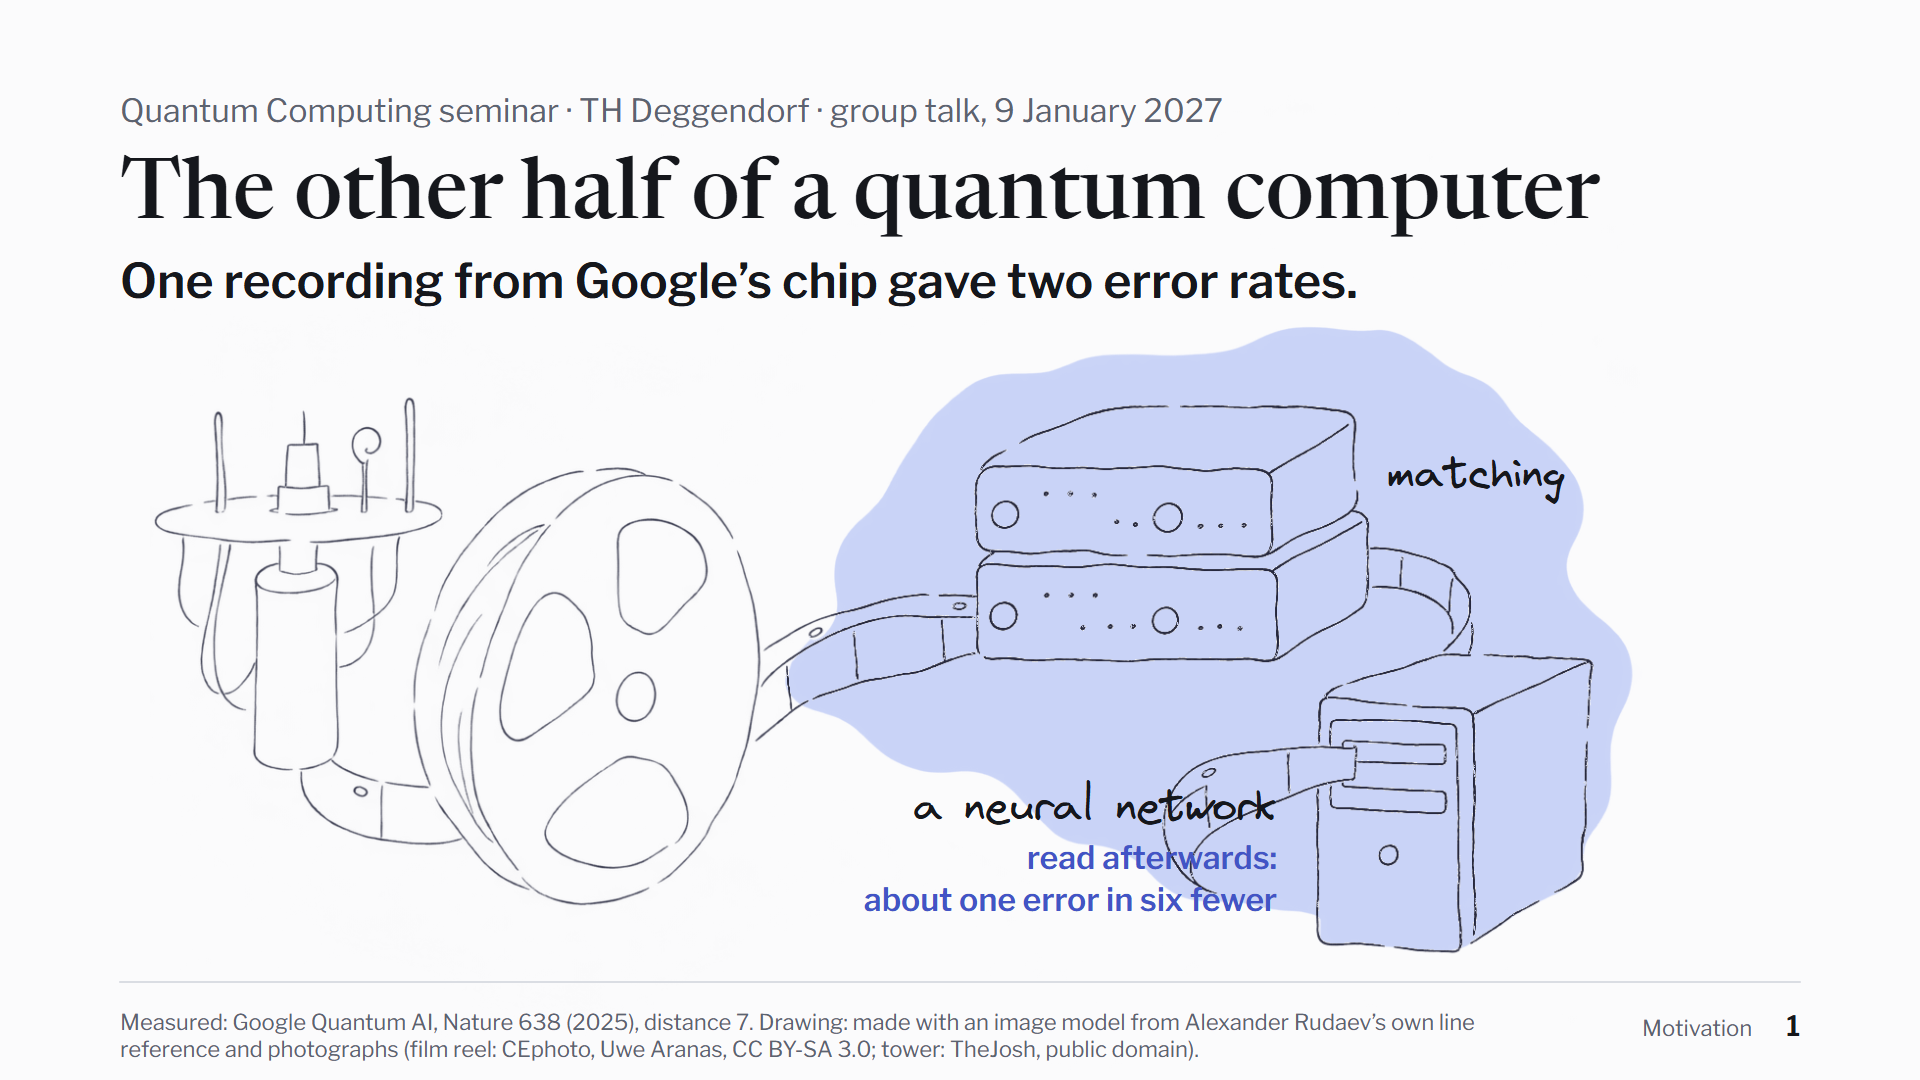 Quantum Computing seminar · TH Deggendorf · group talk, 9 January 2027
The other half of a quantum computer
One recording from Google’s chip gave two error rates.
matching
a neural network
read afterwards:
about one error in six fewer
Measured: Google Quantum AI, Nature 638 (2025), distance 7. Drawing: made with an image model from Alexander Rudaev’s own line
reference and photographs (film reel: CEphoto, Uwe Aranas, CC BY-SA 3.0; tower: TheJosh, public domain).
Motivation 1